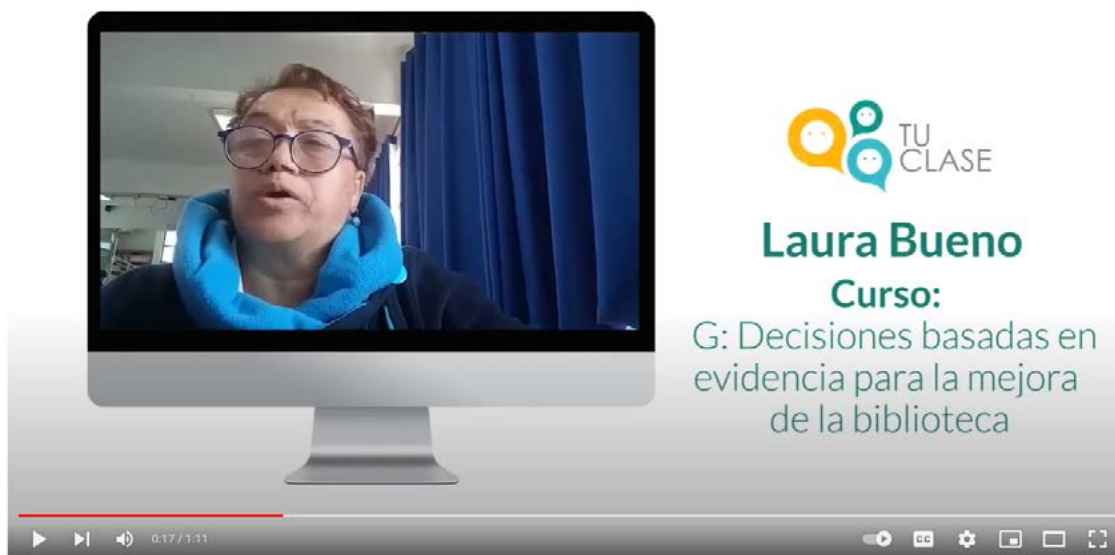 TU
CLASE
Laura Bueno
Curso:
G: Decisiones basadas en
evidencia para la mejora
de la biblioteca
0:17 / 1:11
CC